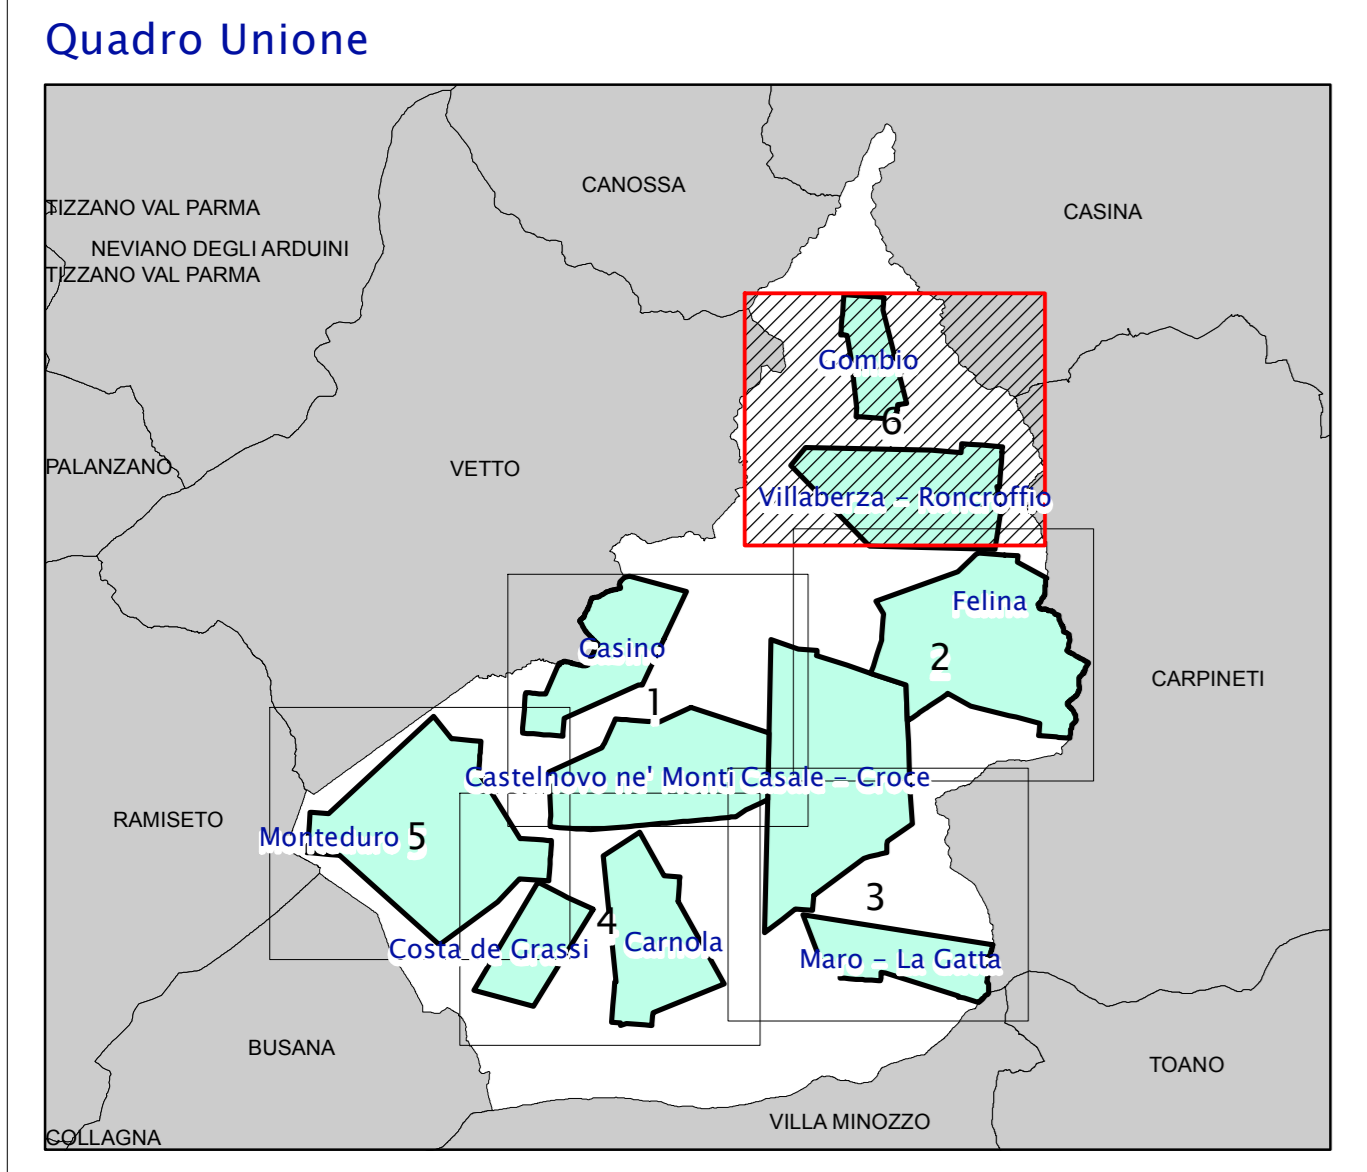 Quadro Unione
CANOSSA
TIZZANO VAL PARMA
CASINA
NEVIANO DEGLI ARDUINI
TIZZANO VAL PARMA
Gombio
6
PALANZANO
VETTO
Villaberza - Roncroffio
Felina
Casino
2
CARPINETI
1
Castelnovo ne' Monti
Casale - Croce
RAMISETO
Monteduro
5
3
4
Costa de Grassi
Carnola
Maro - La Gatta
BUSANA
TOANO
VILLA MINOZZO
COLLAGNA